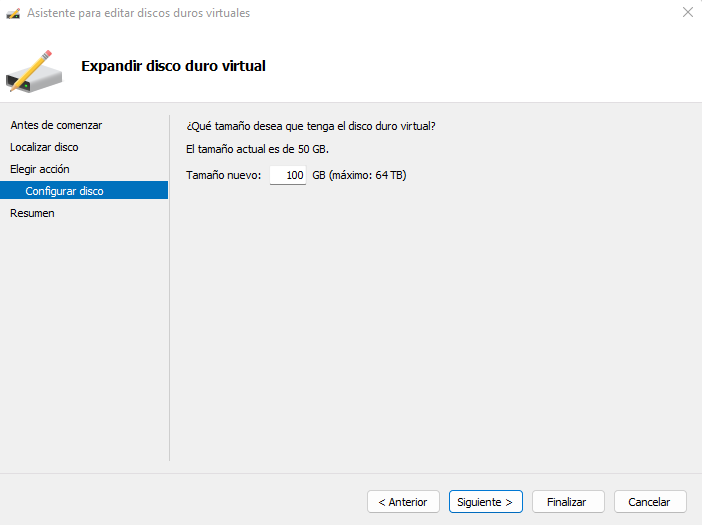 Asistente para editar discos duros virtuales
Expandir disco duro virtual
Antes de comenzar
Localizar disco
Elegir acción
Configurar disco
Resumen
¿Qué tamaño desea que tenga el disco duro virtual?
El tamaño actual es de 50 GB.
Tamaño nuevo: 100 GB (máximo: 64 TB)
< Anterior
Siguiente >
Finalizar
Cancelar